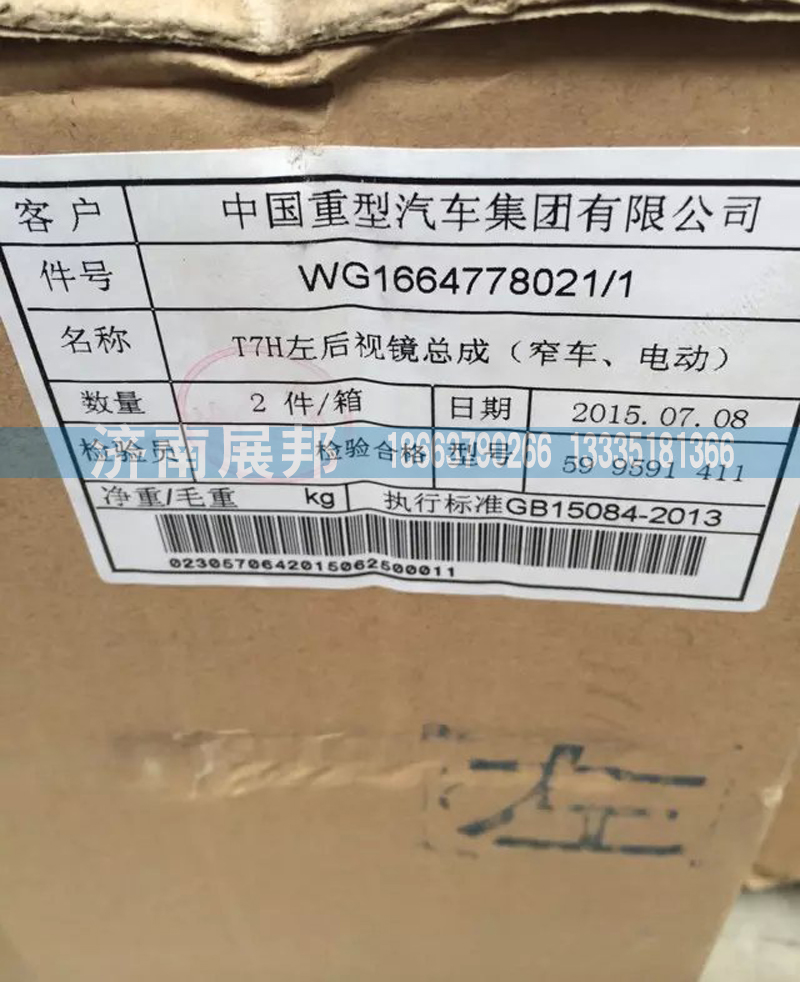 客户 中国重型汽车集团有限公司
件号 WG1664778021/1
名称 T7H左后视镜总成（窄车、电动）
数量 2 件/箱 日期 2015.07.08
检验员 检验合格 型号 59 9591 411
济南展邦 16669790266 13335181366
净重/毛重 kg 执行标准GB15084-2013
0230570642015062500011
左